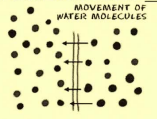 MOVEMENT OF
WATER MOLECULES